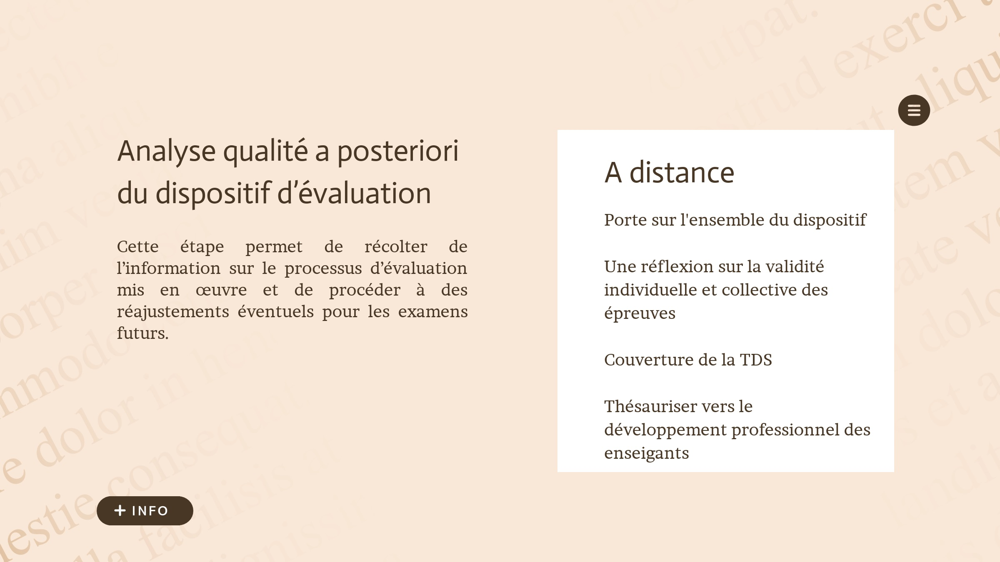 Analyse qualité a posteriori
du dispositif d’évaluation
Cette étape permet de récolter de
l’information sur le processus d’évaluation
mis en œuvre et de procéder à des
réajustements éventuels pour les examens
futurs.
+ INFO
A distance
Porte sur l'ensemble du dispositif
Une réflexion sur la validité
individuelle et collective des
épreuves
Couverture de la TDS
Thésauriser vers le
développement professionnel des
enseigants